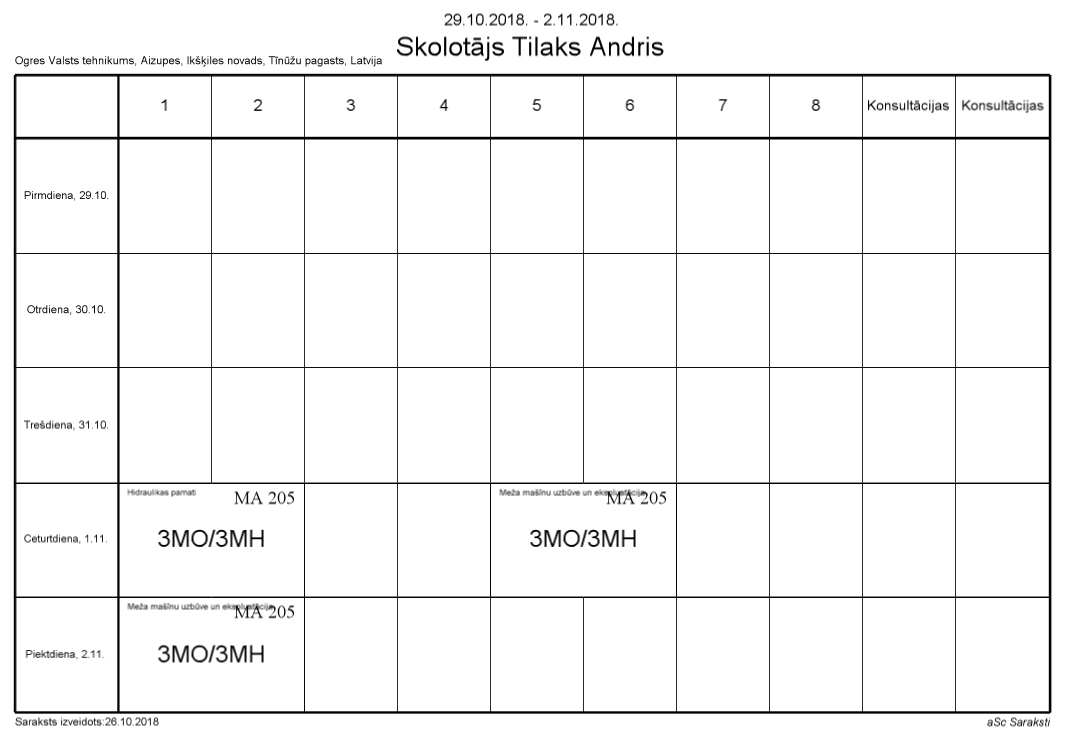 29.10.2018. - 2.11.2018.
Skolotājs Tilaks Andris
Ogres Valsts tehnikums, Aizupes, Ikšķiles novads, Tīnūžu pagasts, Latvija
1 2 3 4 5 6 7 8 Konsultācijas Konsultācijas
Pirmdiena, 29.10.
Otrdiena, 30.10.
Trešdiena, 31.10.
Hidraulikas pamati MA 205 Meža mašīnu uzbūve un ekspluatācija MA 205
Ceturtdiena, 1.11. 3MO/3MH 3MO/3MH
Meža mašīnu uzbūve un ekspluatācija MA 205
Piektdiena, 2.11. 3MO/3MH
Saraksts izveidots:26.10.2018 aSc Saraksti